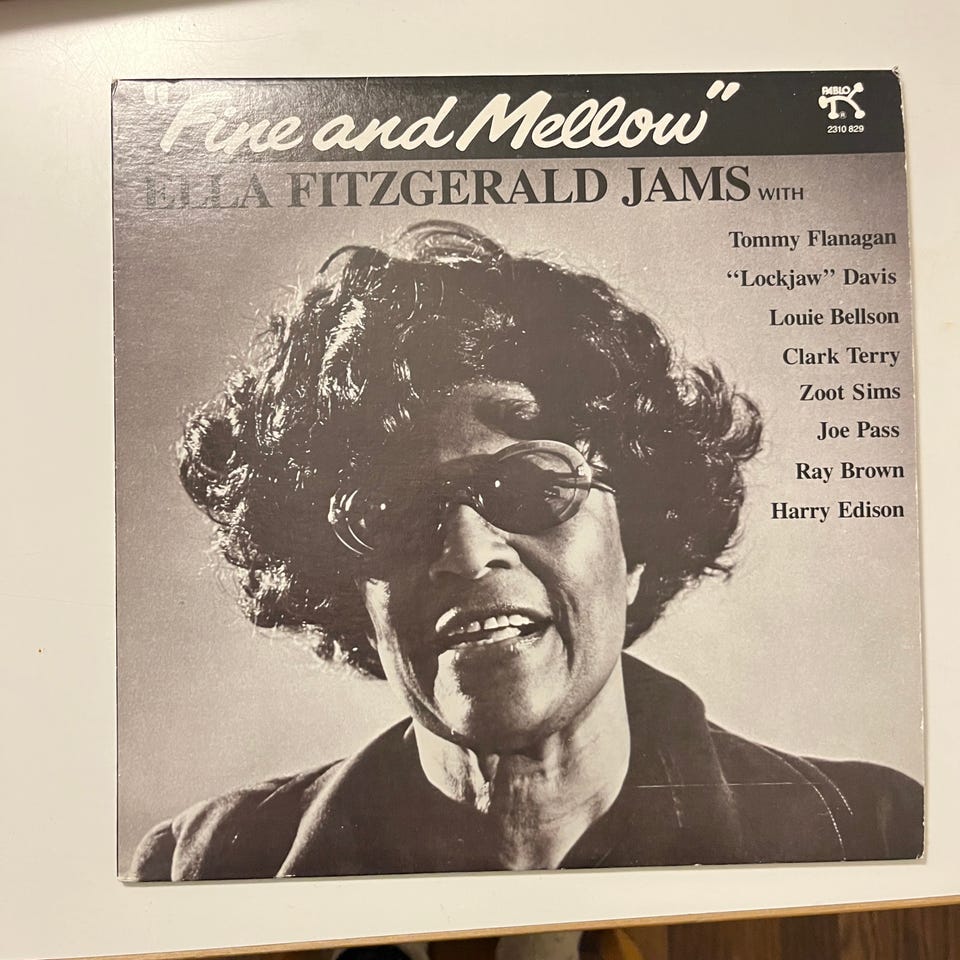 "Fine and Mellow"
PABLO
®
2310 829
ELLA FITZGERALD JAMS WITH
Tommy Flanagan
“Lockjaw” Davis
Louie Bellson
Clark Terry
Zoot Sims
Joe Pass
Ray Brown
Harry Edison